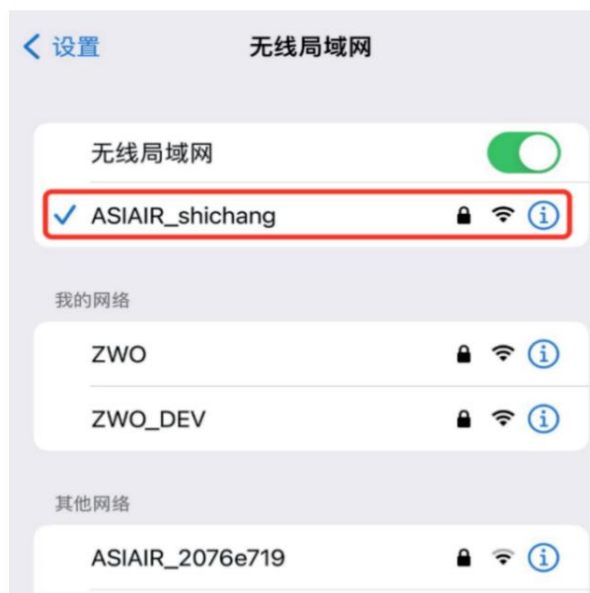 设置 无线局域网
无线局域网
ASIAIR_shichang
我的网络
ZWO
ZWO_DEV
其他网络
ASIAIR_2076e719